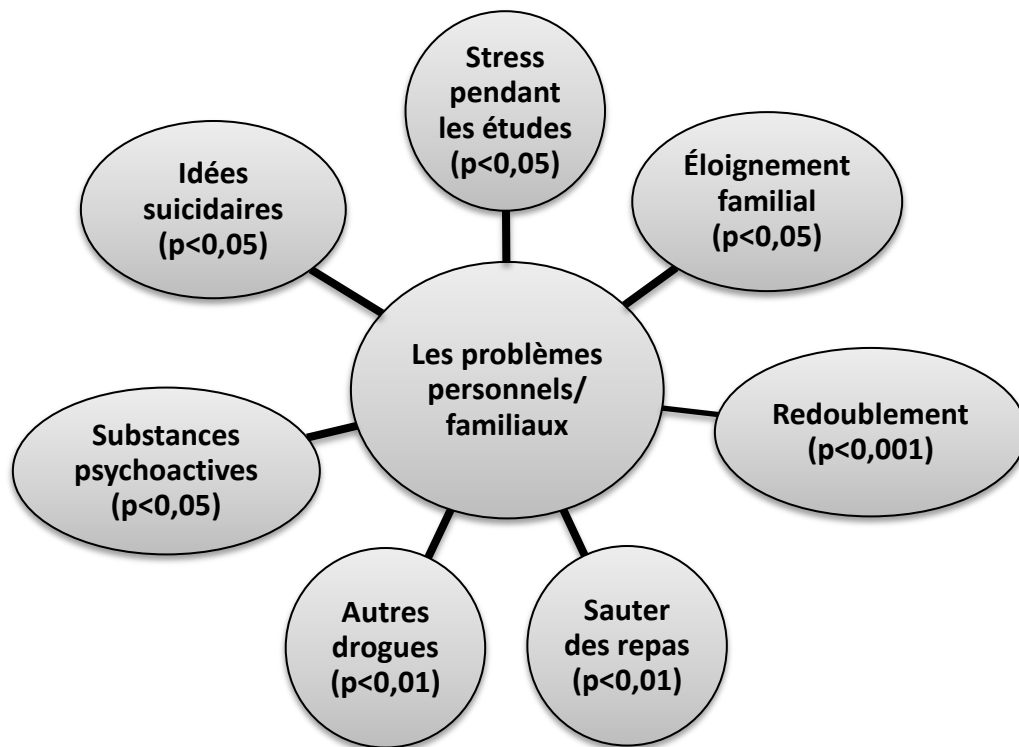 Stress
pendant
les études
(p<0,05)
Idées
suicidaires
(p<0,05)
Éloignement
familial
(p<0,05)
Les problèmes
personnels/
familiaux
Redoublement
(p<0,001)
Substances
psychoactives
(p<0,05)
Autres
drogues
(p<0,01)
Sauter
des repas
(p<0,01)